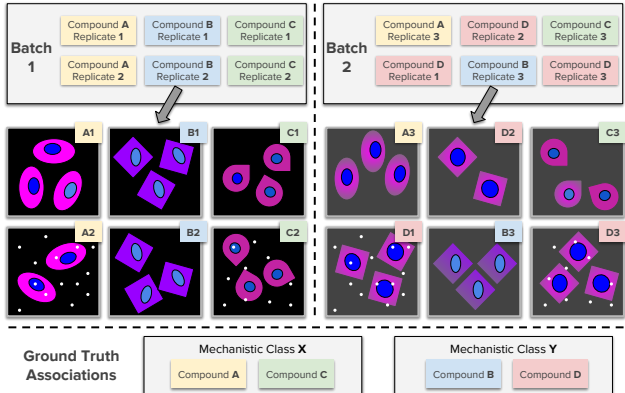 Batch
1
Compound A
Replicate 1
Compound B
Replicate 1
Compound C
Replicate 1
Compound A
Replicate 2
Compound B
Replicate 2
Compound C
Replicate 2
Batch
2
Compound A
Replicate 3
Compound D
Replicate 2
Compound C
Replicate 3
Compound D
Replicate 1
Compound B
Replicate 3
Compound D
Replicate 3
A1
B1
C1
A3
D2
C3
A2
B2
C2
D1
B3
D3
Ground Truth
Associations
Mechanistic Class X
Compound A
Compound C
Mechanistic Class Y
Compound B
Compound D